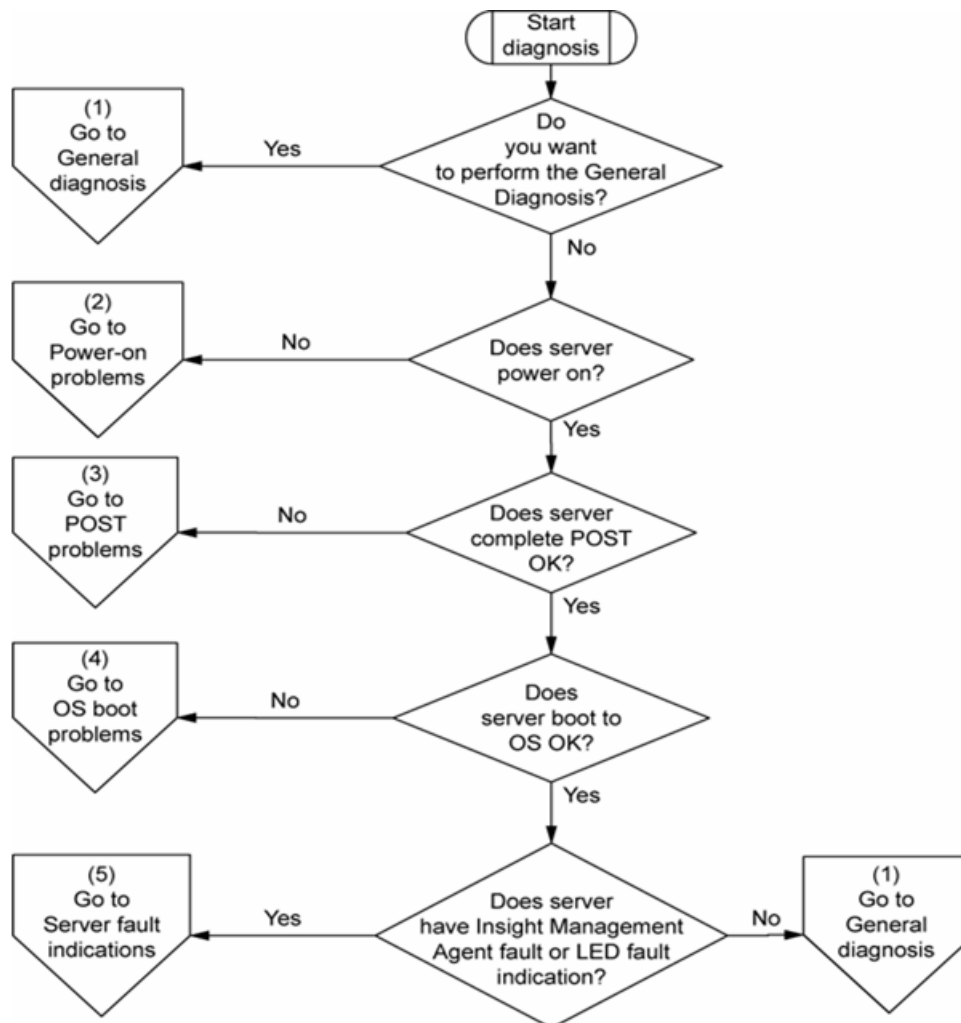 Start
diagnosis
(1)
Go to
General
diagnosis
Yes
Do
you want
to perform the General
Diagnosis?
No
(2)
Go to
Power-on
problems
No
Does server
power on?
Yes
(3)
Go to
POST
problems
No
Does server
complete POST
OK?
Yes
(4)
Go to
OS boot
problems
No
Does
server boot to
OS OK?
Yes
(5)
Go to
Server fault
indications
Yes
Does server
have Insight Management
Agent fault or LED fault
indication?
No
(1)
Go to
General
diagnosis